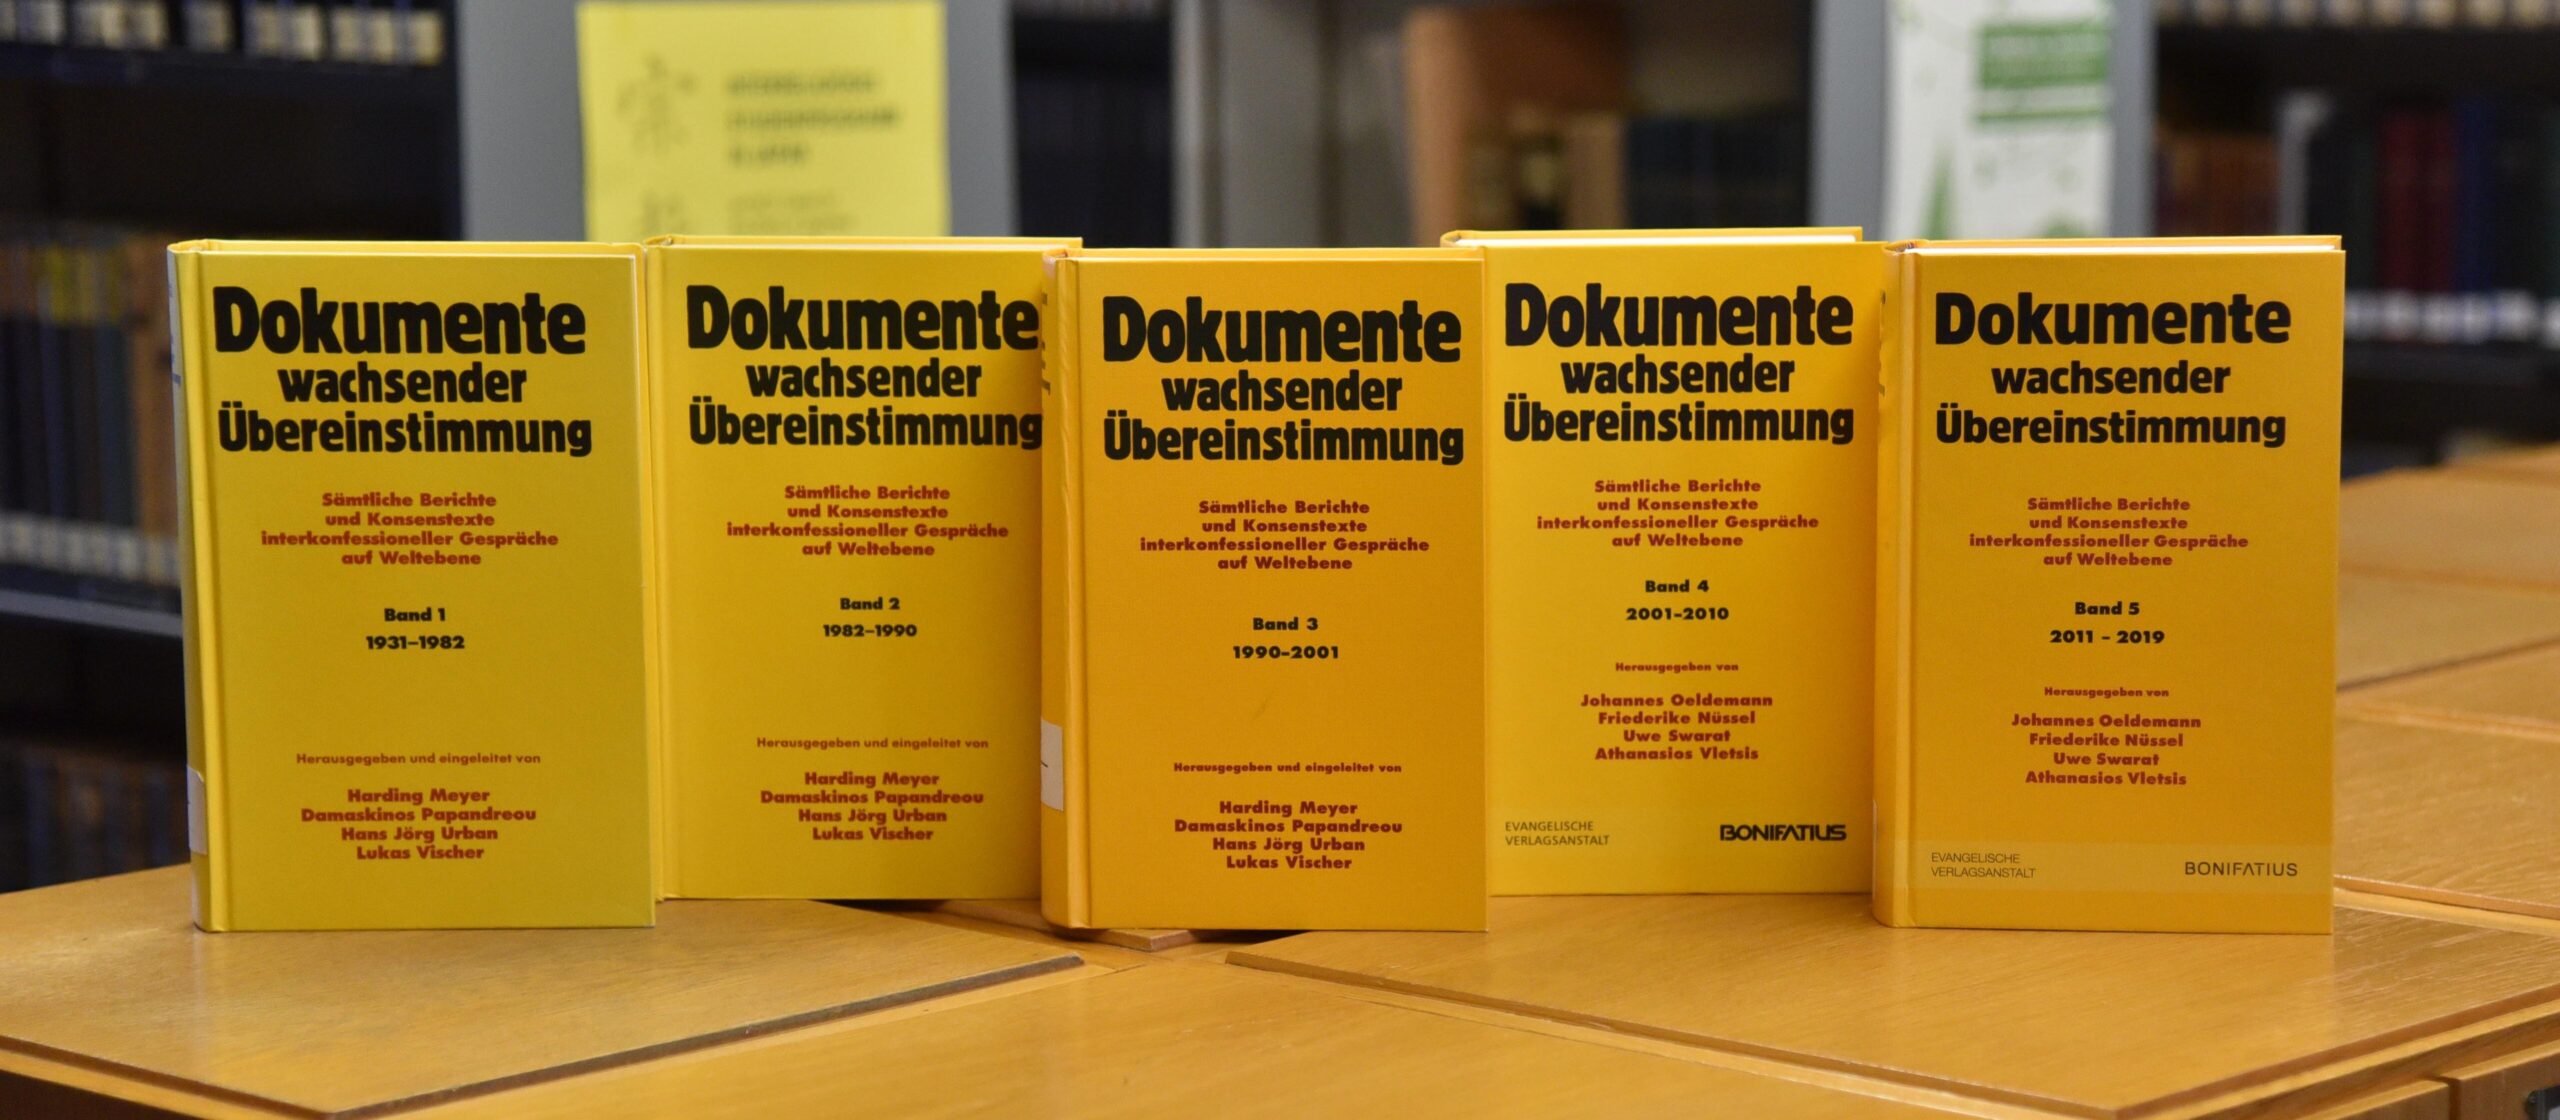 Dokumente
wachsender
Übereinstimmung
Sämtliche Berichte
und Konsenstexte
interkonfessioneller Gespräche
auf Weltebene
Band 1
1931–1982
Herausgegeben und eingeleitet von
Harding Meyer
Damaskinos Papandreou
Hans Jörg Urban
Lukas Vischer
Dokumente
wachsender
Übereinstimmung
Sämtliche Berichte
und Konsenstexte
interkonfessioneller Gespräche
auf Weltebene
Band 2
1982–1990
Herausgegeben und eingeleitet von
Harding Meyer
Damaskinos Papandreou
Hans Jörg Urban
Lukas Vischer
Dokumente
wachsender
Übereinstimmung
Sämtliche Berichte
und Konsenstexte
interkonfessioneller Gespräche
auf Weltebene
Band 3
1990–2001
Herausgegeben und eingeleitet von
Harding Meyer
Damaskinos Papandreou
Hans Jörg Urban
Lukas Vischer
Dokumente
wachsender
Übereinstimmung
Sämtliche Berichte
und Konsenstexte
interkonfessioneller Gespräche
auf Weltebene
Band 4
2001–2010
Herausgegeben von
Johannes Oeldemann
Friederike Nüssel
Uwe Swarat
Athanasios Vletsis
EVANGELISCHE
VERLAGSANSTALT
BONIFATIUS
Dokumente
wachsender
Übereinstimmung
Sämtliche Berichte
und Konsenstexte
interkonfessioneller Gespräche
auf Weltebene
Band 5
2011 – 2019
Herausgegeben von
Johannes Oeldemann
Friederike Nüssel
Uwe Swarat
Athanasios Vletsis
EVANGELISCHE
VERLAGSANSTALT
BONIFATIUS